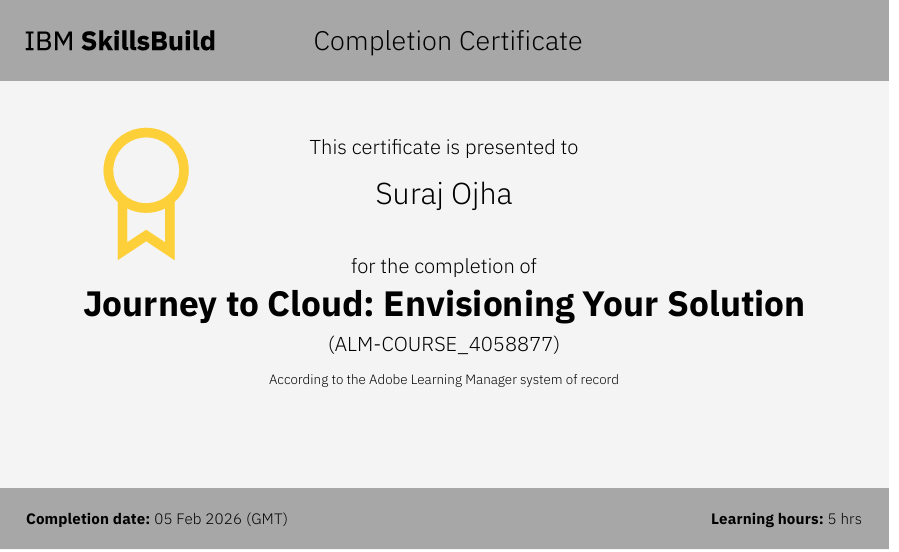 IBM SkillsBuild
Completion Certificate
This certificate is presented to
Suraj Ojha
for the completion of
Journey to Cloud: Envisioning Your Solution
(ALM-COURSE_4058877)
According to the Adobe Learning Manager system of record
Completion date: 05 Feb 2026 (GMT)
Learning hours: 5 hrs